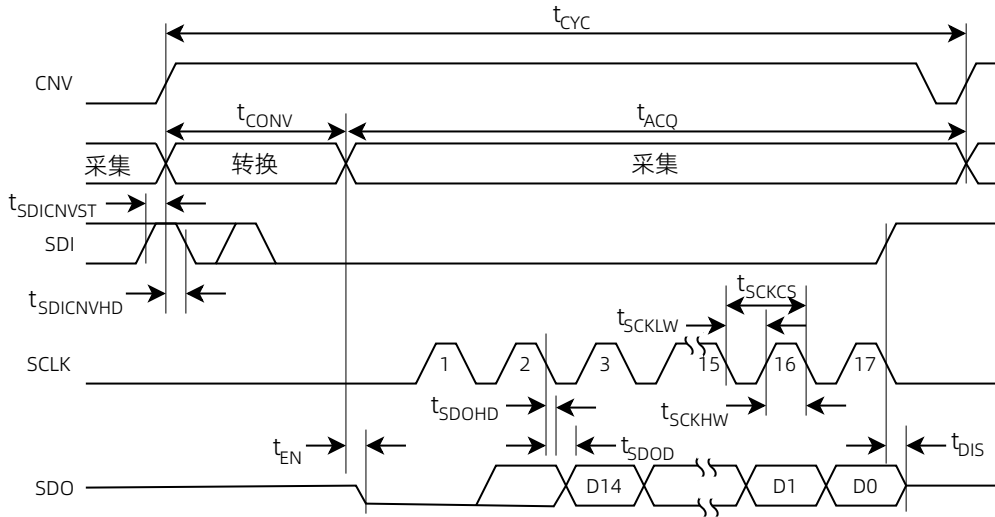 tCYC
CNV
tCONV
tACQ
采集 转换 采集
tSDICNVST
SDI
tSCKCS
tSDICNVHD
tSCKLW
SCLK 1 2 3 15 16 17
tSDOHD
tSCKHW
tEN
tSDOD
tDIS
SDO D14 D1 D0